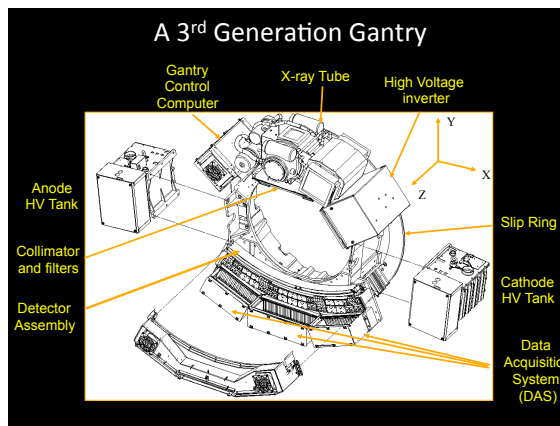 A 3rd Generation Gantry
Gantry
Control
Computer
X-ray Tube
High Voltage
inverter
Y
X
Z
Anode
HV Tank
Slip Ring
Collimator
and filters
Cathode
HV Tank
Detector
Assembly
Data
Acquisitio
System
(DAS)